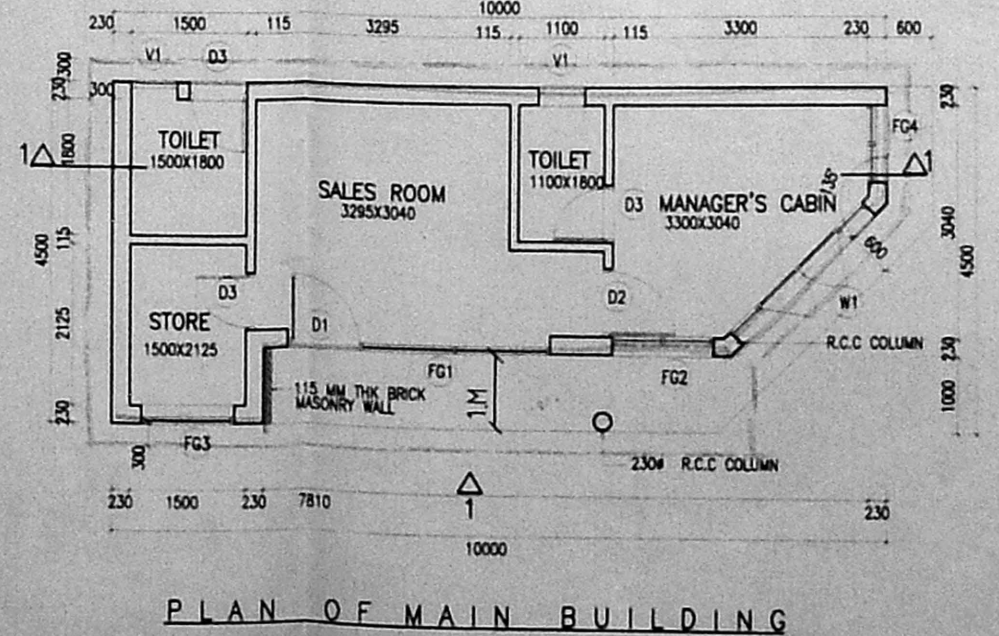 10000
230 1500 115 3295 115 1100 115 3300 230 600
V1 D3 V1
300
230
300
230
FG4
1800
1
TOILET
1500X1800
TOILET
1100X1800
1
135°
SALES ROOM
3295X3040
D3 MANAGER'S CABIN
3300X3040
3040
4500
115
600
4500
D3
D2
W1
STORE
1500X2125
2125
D1
R.C.C COLUMN
230
FG1
FG2
115 MM THK BRICK
MASONRY WALL
1.M
1000
230
FG3
300
230ø R.C.C COLUMN
230 1500 230 7810
1
230
10000
PLAN OF MAIN BUILDING